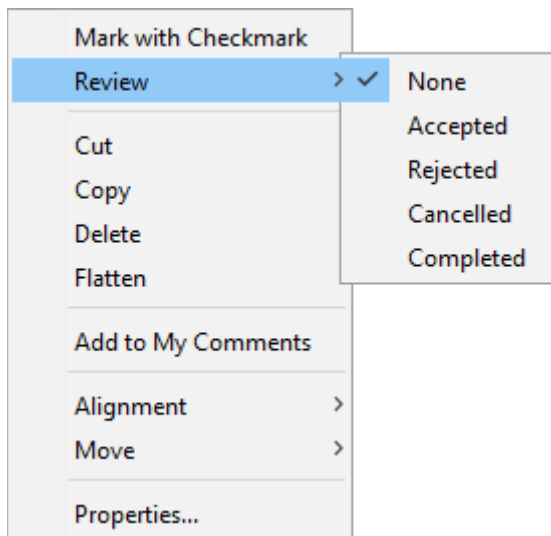 Mark with Checkmark
Review
None
Accepted
Rejected
Cancelled
Completed
Cut
Copy
Delete
Flatten
Add to My Comments
Alignment
Move
Properties...